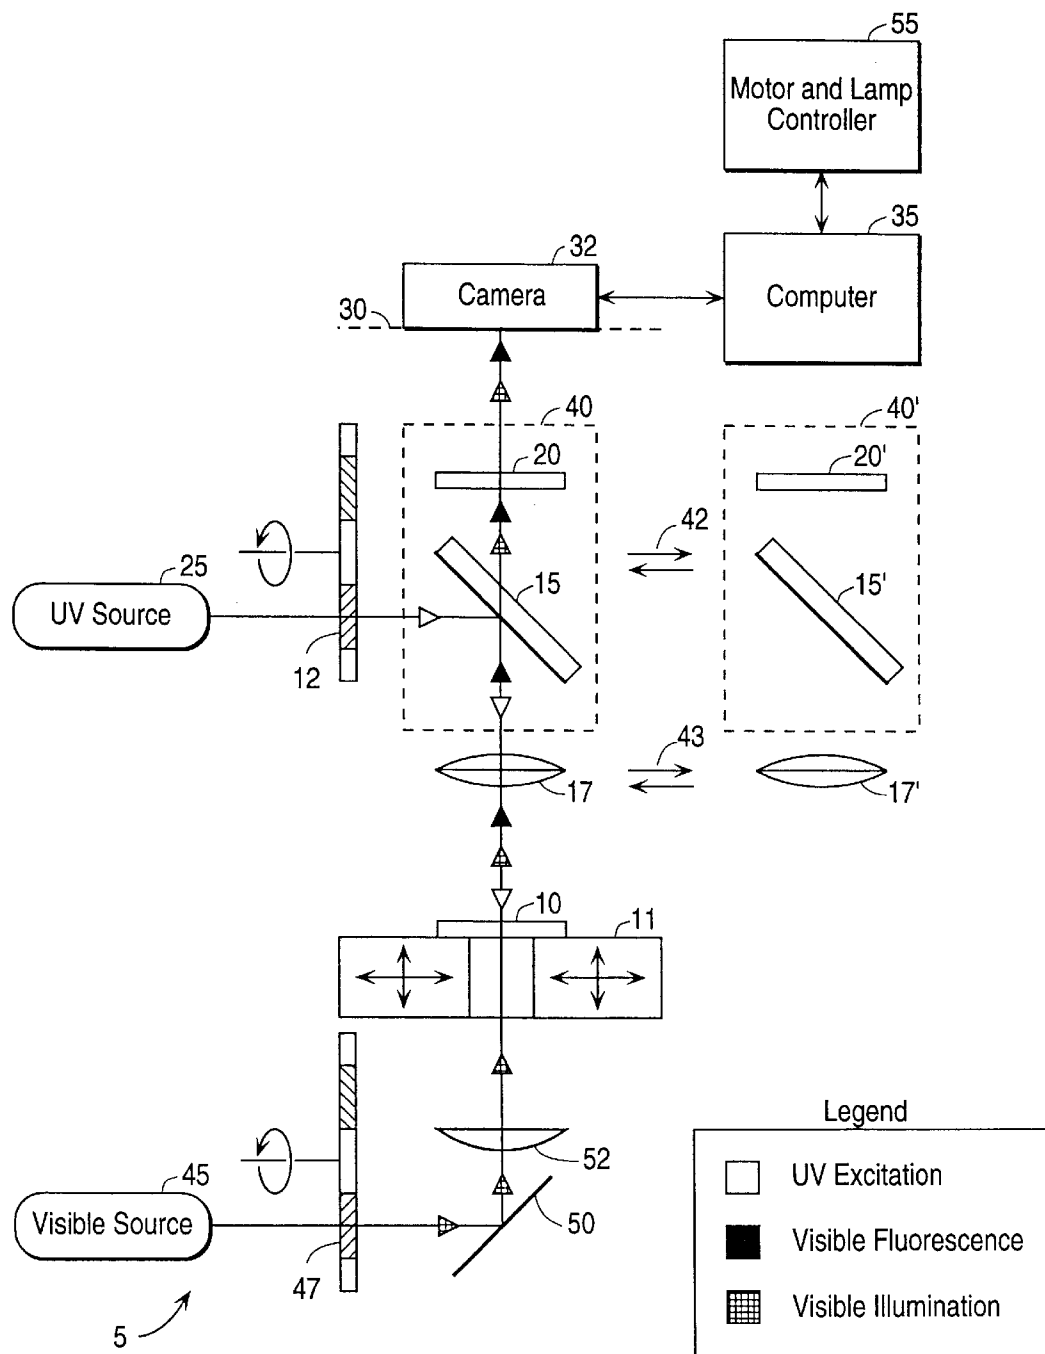 55
Motor and Lamp
Controller
35
32
Camera
Computer
30
40
40'
20
20'
42
25
15
15'
UV Source
12
43
17
17'
10
11
Legend
52
UV Excitation
45
50
Visible Source
Visible Fluorescence
47
Visible Illumination
5